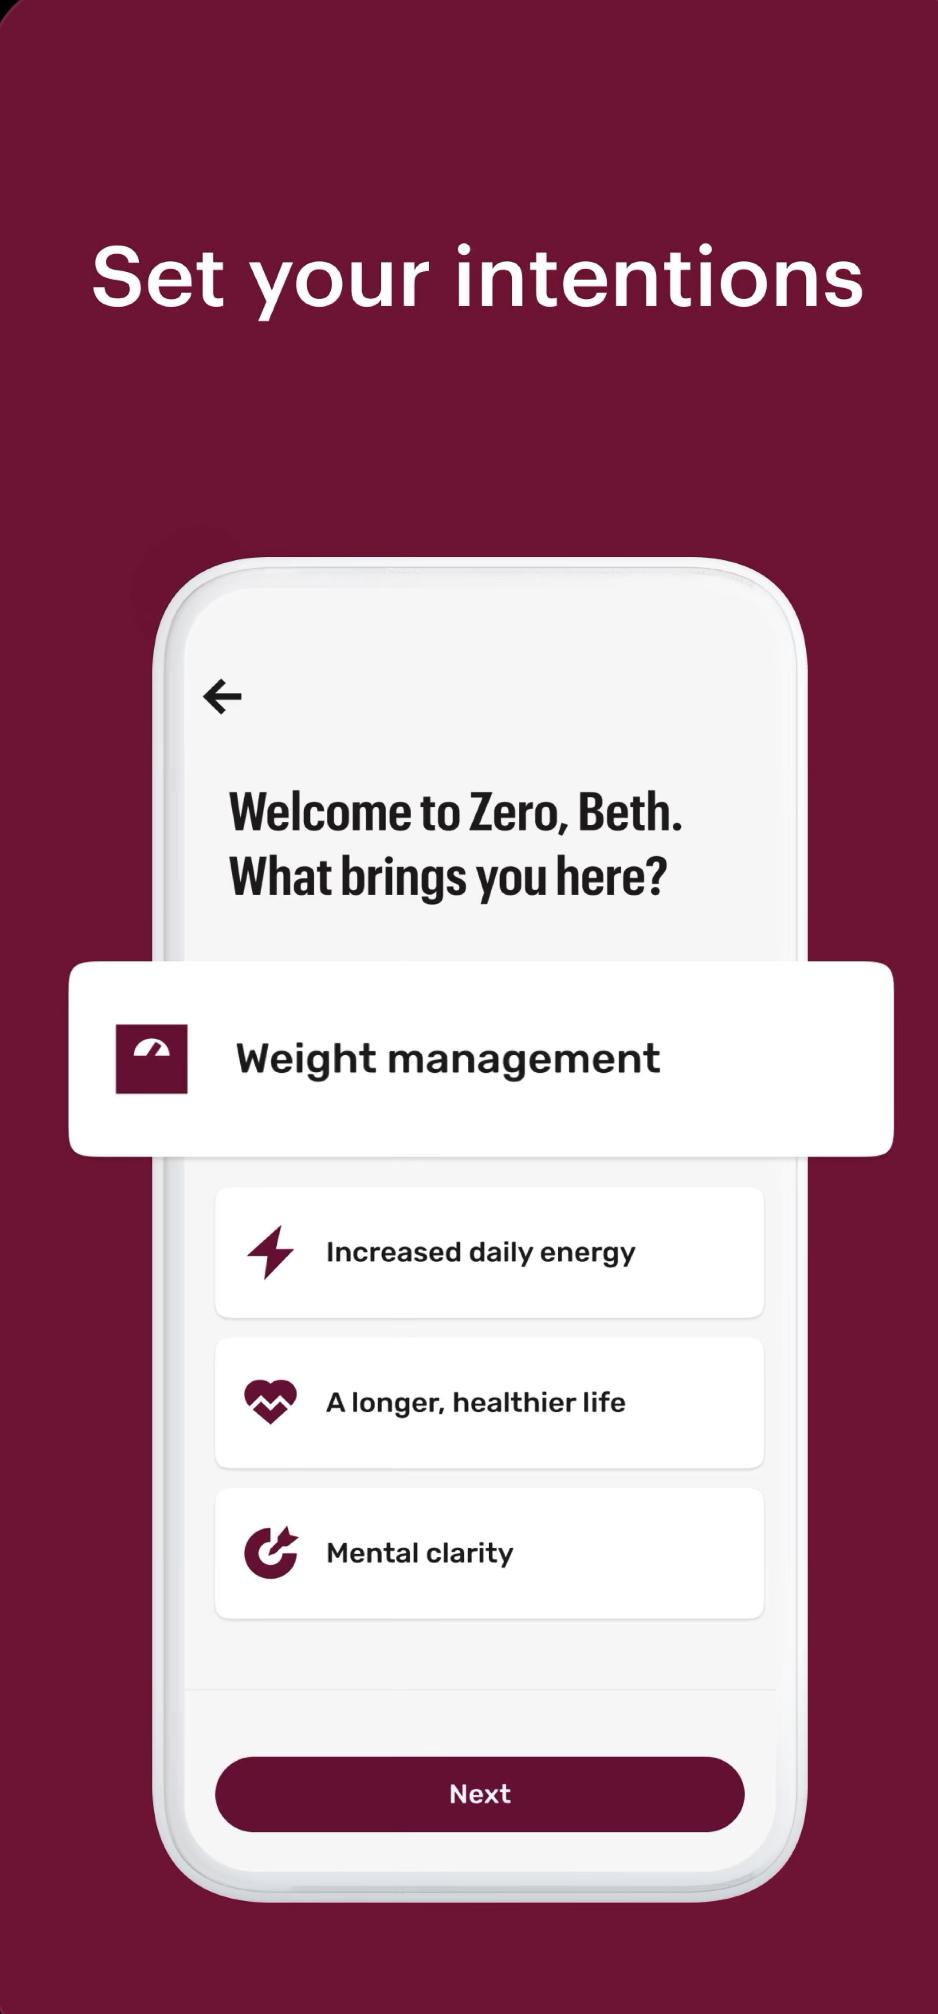 Set your intentions
Welcome to Zero, Beth.
What brings you here?
Weight management
Increased daily energy
A longer, healthier life
Mental clarity
Next